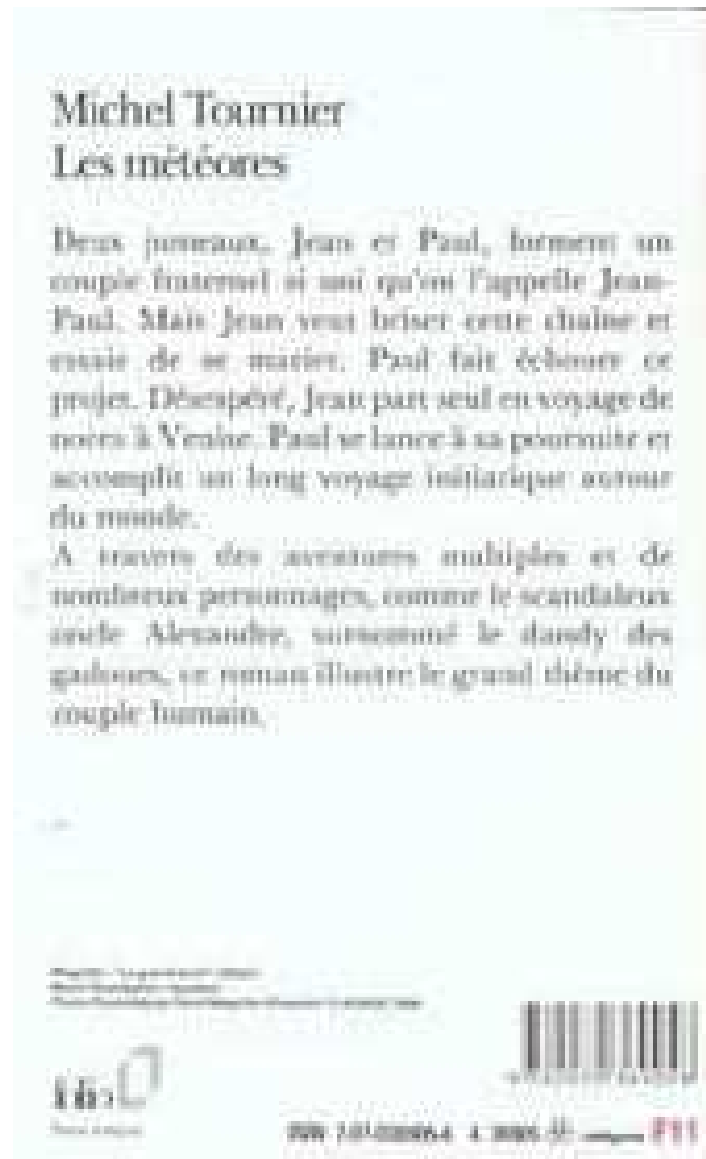 Michel Tournier
Les météores
Deux jumeaux, Jean et Paul, forment un
couple fraternel si uni qu'on l'appelle Jean-
Paul. Mais Jean veut briser cette chaîne et
essaie de se marier. Paul fait échouer ce
projet. Désespéré, Jean part seul en voyage de
noces à Venise. Paul se lance à sa poursuite et
accomplit un long voyage initiatique autour
du monde.
A travers des aventures multiples et de
nombreux personnages, comme le scandaleux
oncle Alexandre, surnommé le dandy des
gadoues, ce roman illustre le grand thème du
couple humain.
folio
ISBN